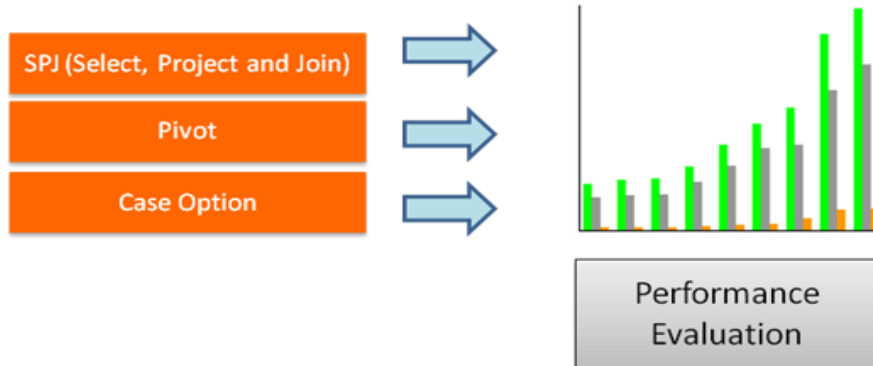 SPJ (Select, Project and Join)
Pivot
Case Option
Performance
Evaluation